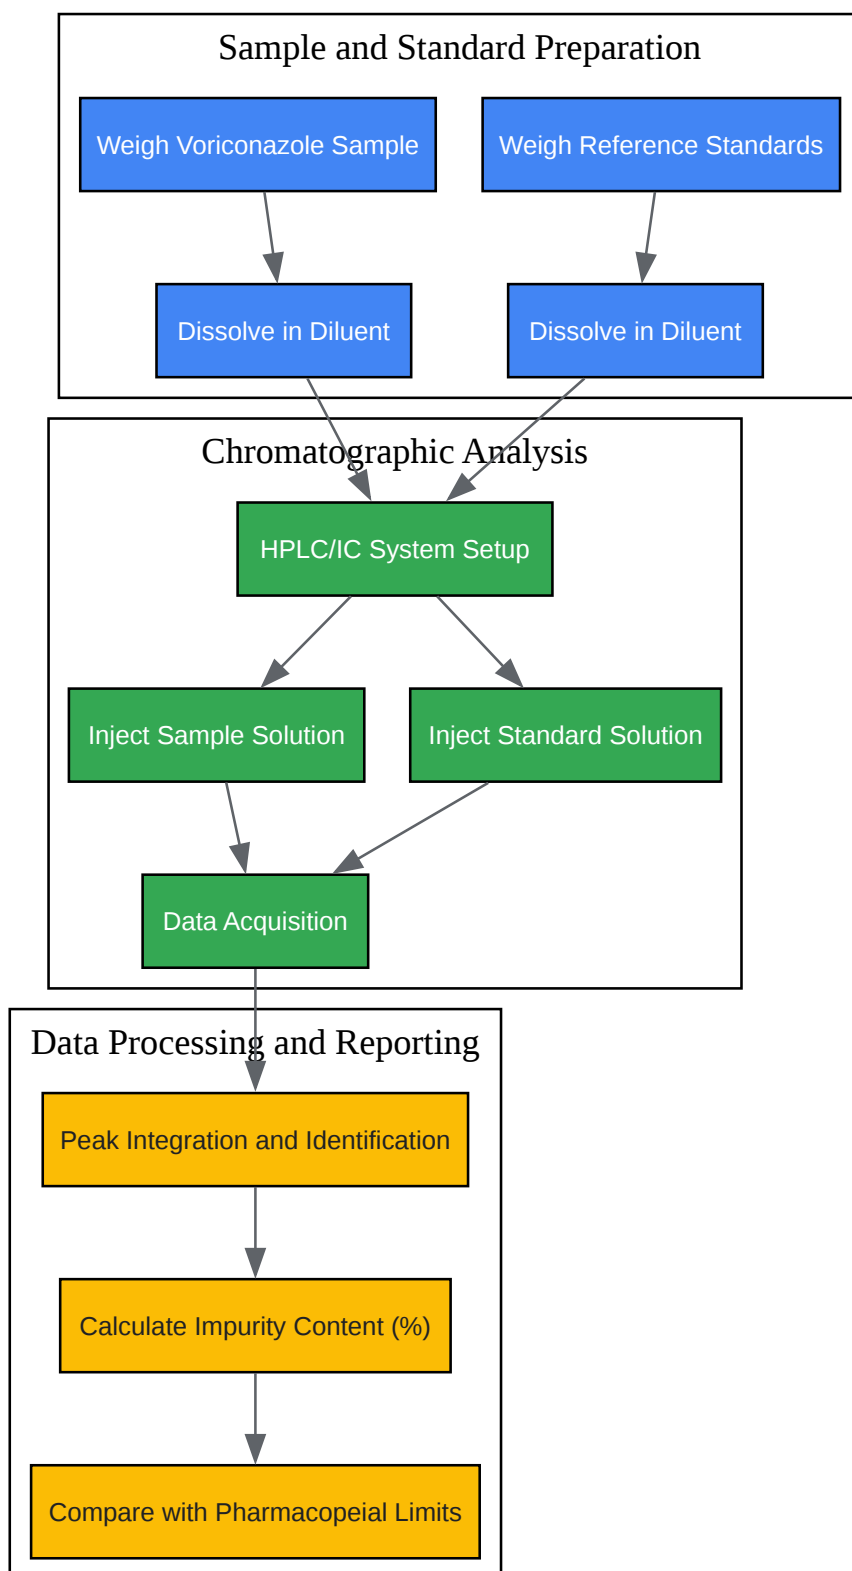 Sample and Standard Preparation
Weigh Voriconazole Sample
Weigh Reference Standards
Dissolve in Diluent
Dissolve in Diluent
Chromatographic Analysis
HPLC/IC System Setup
Inject Sample Solution
Inject Standard Solution
Data Acquisition
Data Processing and Reporting
Peak Integration and Identification
Calculate Impurity Content (%)
Compare with Pharmacopeial Limits